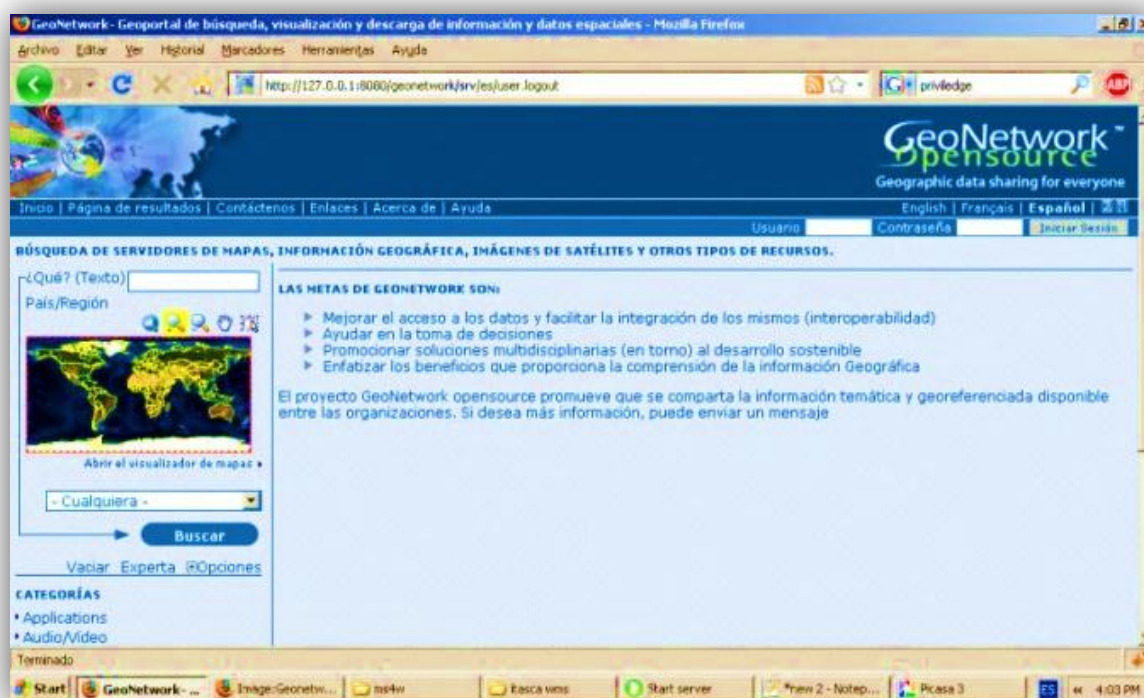 GeoNetwork - Geoportal de búsqueda, visualización y descarga de información y datos espaciales - Mozilla Firefox
Archivo Editar Ver Historial Marcadores Herramientas Ayuda
http://127.0.0.1:8080/geonetwork/srv/es/user.logout
priviledge
ABP
GeoNetwork™
Opensource
Geographic data sharing for everyone
Inicio | Página de resultados | Contáctenos | Enlaces | Acerca de | Ayuda
English | Français | Español |
Usuario Contraseña Iniciar Sesión
BÚSQUEDA DE SERVIDORES DE MAPAS, INFORMACIÓN GEOGRÁFICA, IMÁGENES DE SATÉLITES Y OTROS TIPOS DE RECURSOS.
¿Qué? (Texto)
País/Región
Abrir el visualizador de mapas
- Cualquiera -
Buscar
Vaciar Experta Opciones
CATEGORÍAS
Applications
Audio/Video
LAS METAS DE GEONETWORK SON:
Mejorar el acceso a los datos y facilitar la integración de los mismos (interoperabilidad)
Ayudar en la toma de decisiones
Promocionar soluciones multidisciplinarias (en torno) al desarrollo sostenible
Enfatizar los beneficios que proporciona la comprensión de la información Geográfica
El proyecto GeoNetwork opensource promueve que se comparta la información temática y georeferenciada disponible
entre las organizaciones. Si desea más información, puede enviar un mensaje
Terminado
Start GeoNetwork- ... Image:Geonetw... ms4w itasca wms Start server *new 2 - Notep... Picasa 3 ES « 4:03 PM